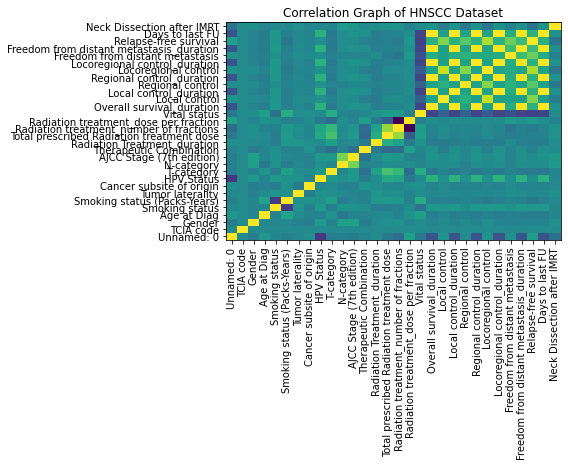 Correlation Graph of HNSCC Dataset
Neck Dissection after IMRT
Days to last FU
Relapse-free survival
Freedom from distant metastasis_duration
Freedom from distant metastasis
Locoregional control_duration
Locoregional control
Regional control_duration
Regional control
Local control_duration
Local control
Overall survival_duration
Vital status
Radiation treatment_dose per fraction
Radiation treatment_number of fractions
Total prescribed Radiation treatment dose
Radiation Treatment_duration
Therapeutic Combination
AJCC Stage (7th edition)
N-category
T-category
HPV Status
Cancer subsite of origin
Tumor laterality
Smoking status (Packs-Years)
Smoking status
Age at Diag
Gender
TCIA code
Unnamed: 0
Unnamed: 0
TCIA code
Gender
Age at Diag
Smoking status
Smoking status (Packs-Years)
Tumor laterality
Cancer subsite of origin
HPV Status
T-category
N-category
AJCC Stage (7th edition)
Therapeutic Combination
Radiation Treatment_duration
Total prescribed Radiation treatment dose
Radiation treatment_number of fractions
Radiation treatment_dose per fraction
Vital status
Overall survival_duration
Local control
Local control_duration
Regional control
Regional control_duration
Locoregional control
Locoregional control_duration
Freedom from distant metastasis
Freedom from distant metastasis_duration
Relapse-free survival
Days to last FU
Neck Dissection after IMRT